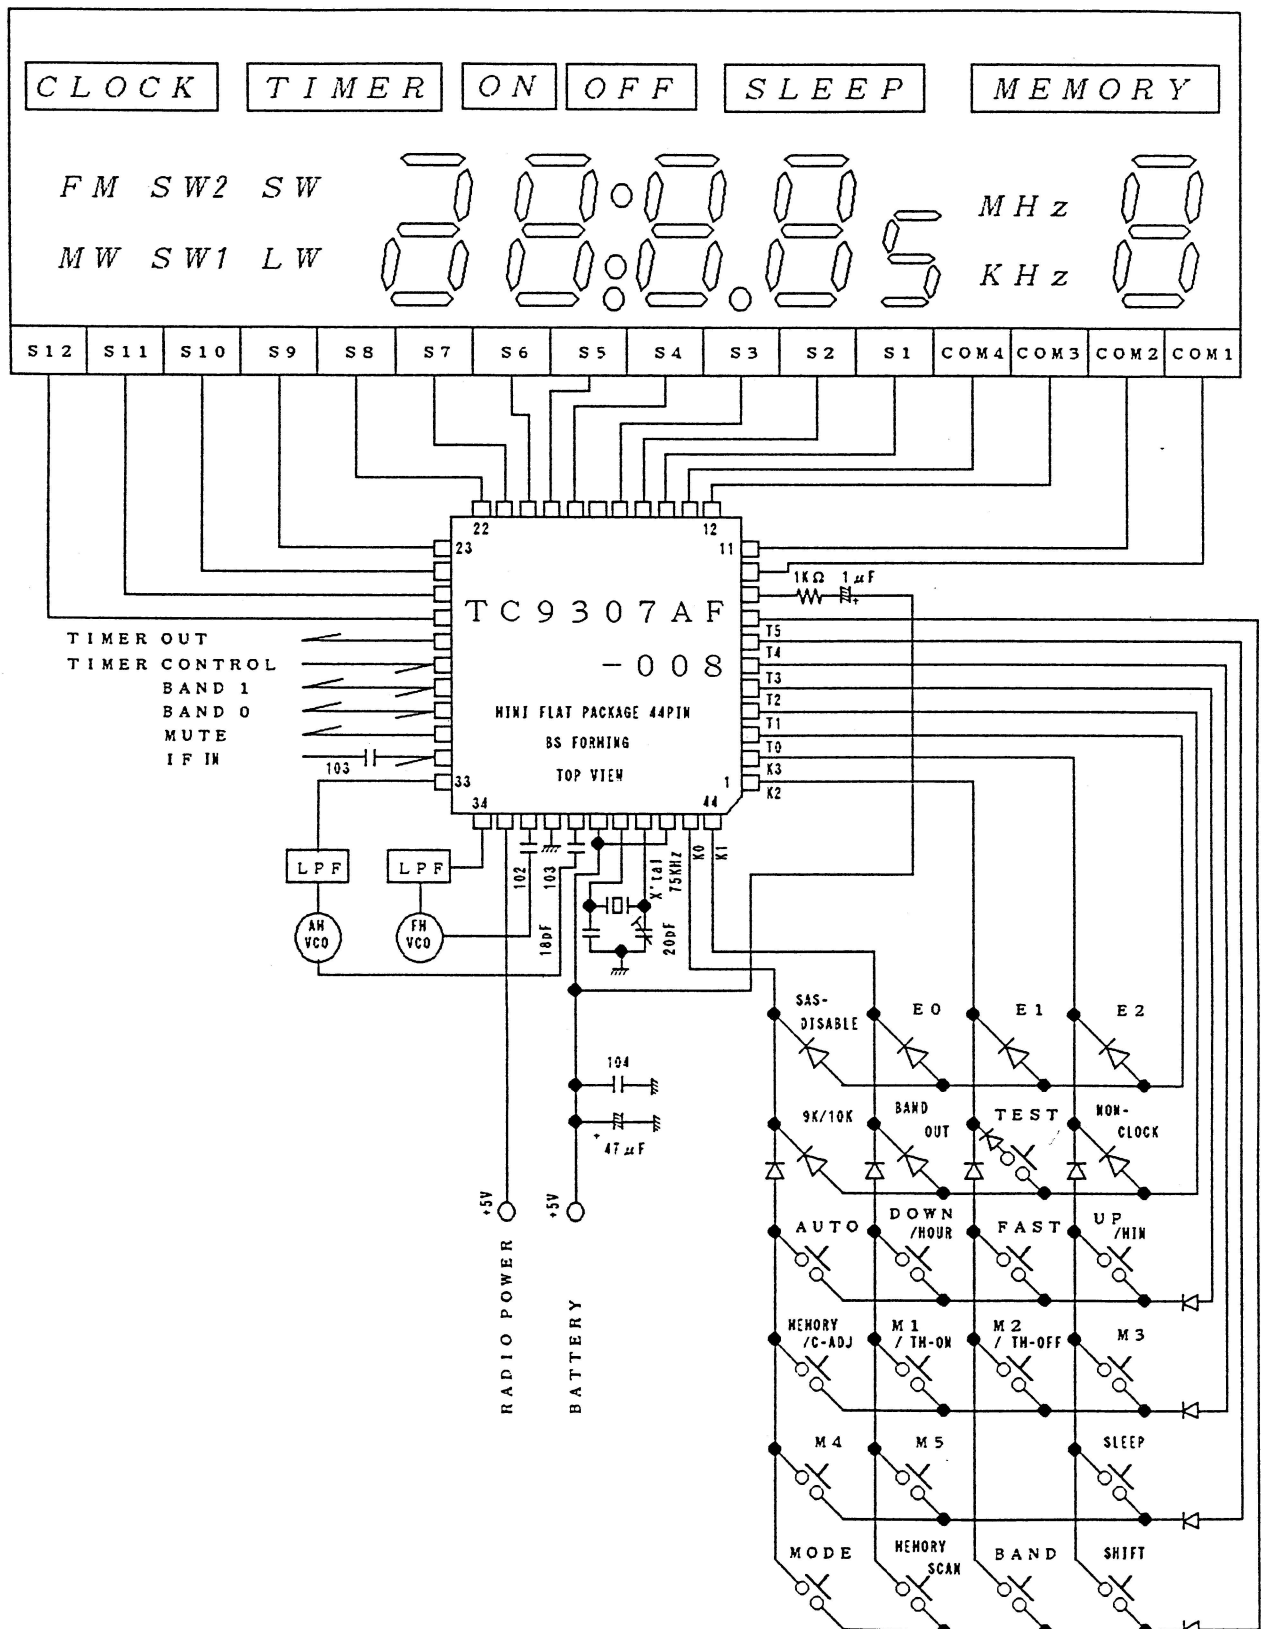 CLOCK TIMER ON OFF SLEEP MEMORY
FM SW2 SW
MHz
MW SW1 LW
KHz
S12 S11 S10 S9 S8 S7 S6 S5 S4 S3 S2 S1 COM4 COM3 COM2 COM1
22 12
23 11
1KΩ 1μF
TC9307AF
-008
TIMER OUT
TIMER CONTROL
BAND 1
BAND 0
MUTE
IF IN
103
MINI FLAT PACKAGE 44PIN
BS FORMING
TOP VIEW
T5
T4
T3
T2
T1
T0
K3
K2
33 1
34 44
LPF LPF
102 103
X'tal
75KHz
K0 K1
AM
VCO
FM
VCO
18pF 20pF
SAS-
DISABLE
E0 E1 E2
104
47μF
+
+5V +5V
RADIO POWER
BATTERY
9K/10K
BAND
OUT
TEST
NON-
CLOCK
AUTO
DOWN
/HOUR
FAST
UP
/MIN
MEMORY
/C-ADJ
M1
/TM-ON
M2
/TM-OFF
M3
M4 M5 SLEEP
MODE
MEMORY
SCAN
BAND SHIFT